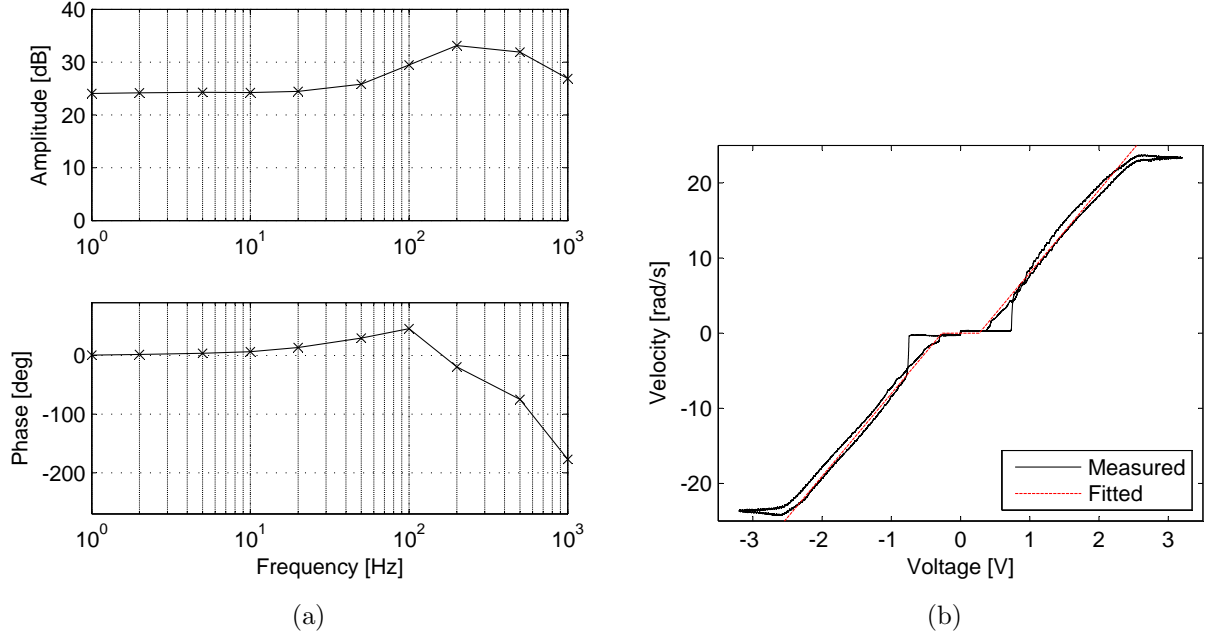 40
30
20
10
0
Amplitude [dB]
10^0 10^1 10^2 10^3
0
-100
-200
Phase [deg]
10^0 10^1 10^2 10^3
Frequency [Hz]
(a)
20
10
0
-10
-20
Velocity [rad/s]
Measured
Fitted
-3 -2 -1 0 1 2 3
Voltage [V]
(b)